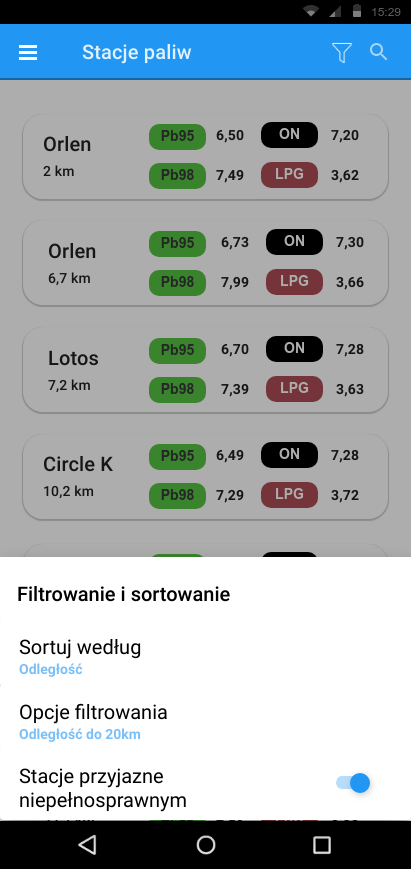 15:29
Stacje paliw
Orlen
2 km
Pb95 6,50 ON 7,20
Pb98 7,49 LPG 3,62
Orlen
6,7 km
Pb95 6,73 ON 7,30
Pb98 7,99 LPG 3,66
Lotos
7,2 km
Pb95 6,70 ON 7,28
Pb98 7,39 LPG 3,63
Circle K
10,2 km
Pb95 6,49 ON 7,28
Pb98 7,29 LPG 3,72
Filtrowanie i sortowanie
Sortuj według
Odległość
Opcje filtrowania
Odległość do 20km
Stacje przyjazne
niepełnosprawnym